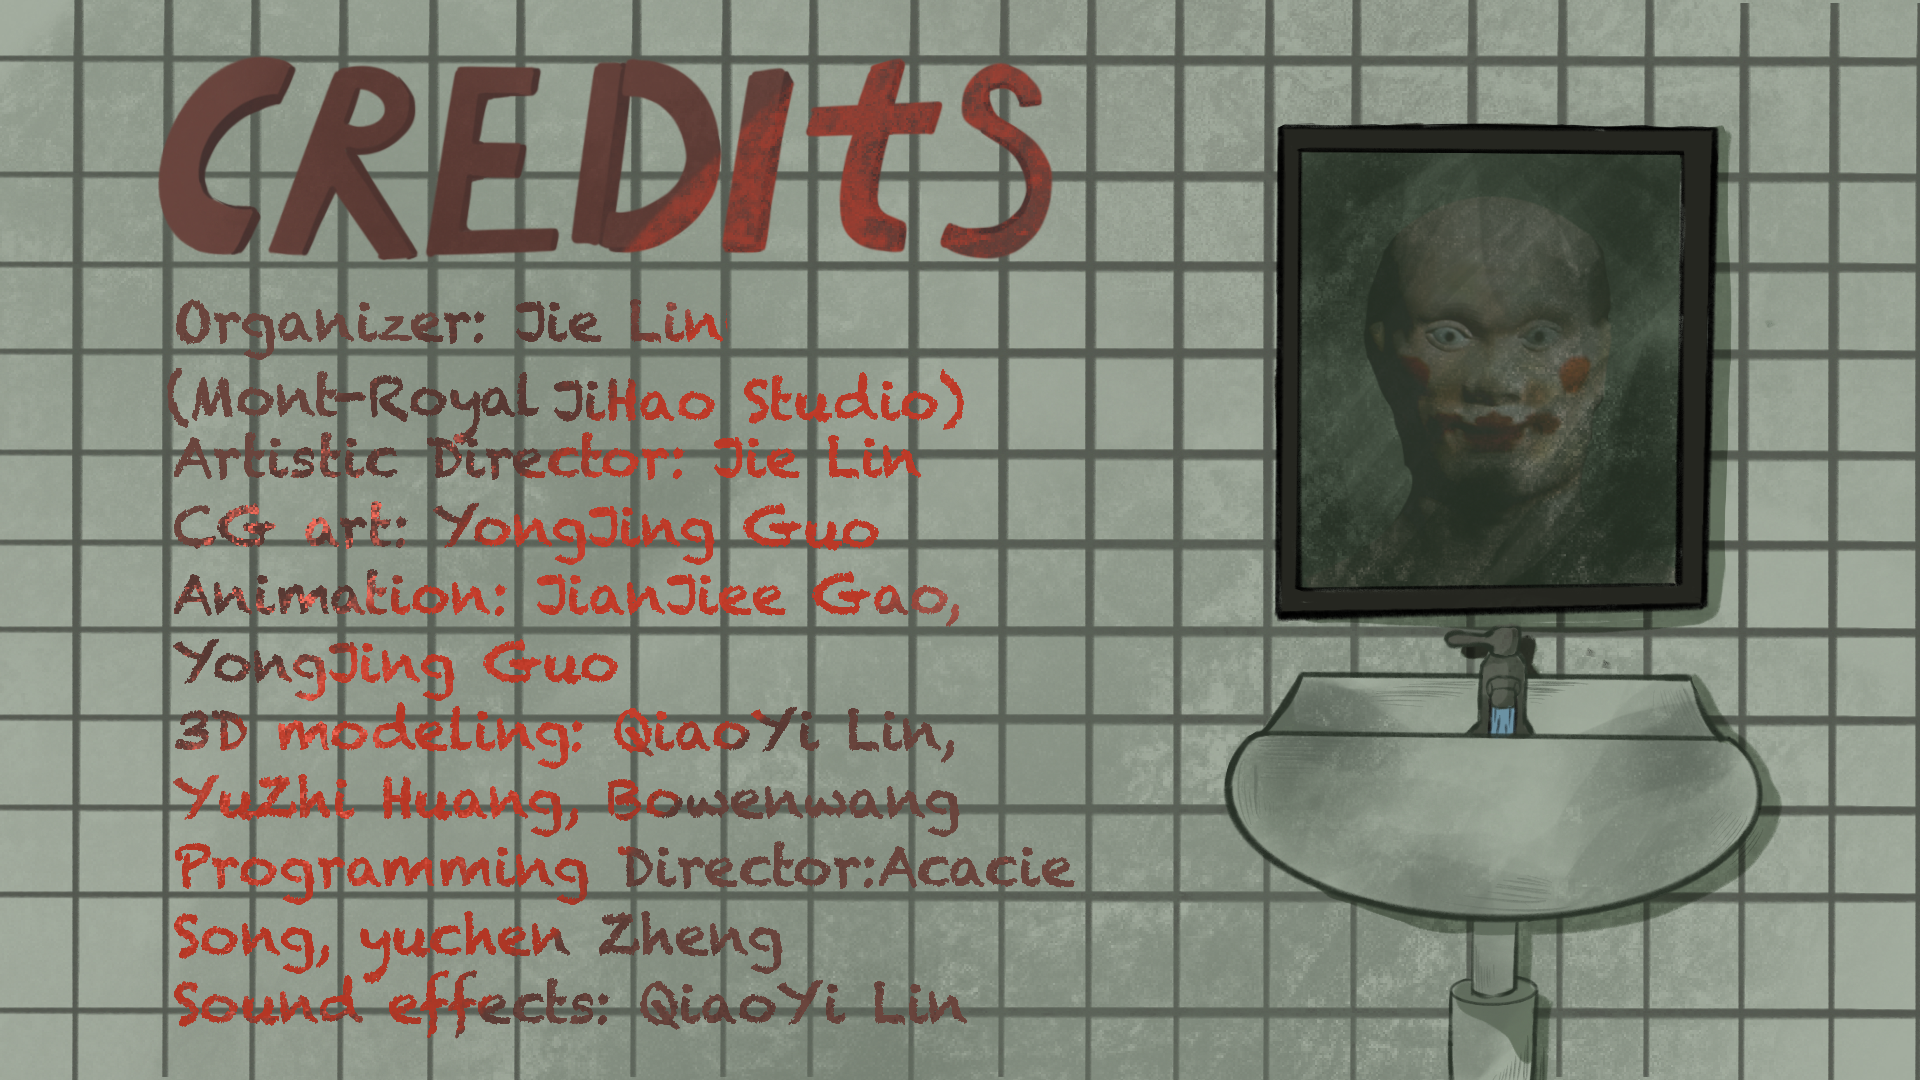 CREDItS
Organizer: Jie Lin
(Mont-Royal JiHao Studio)
Artistic Director: Jie Lin
CG art: YongJing Guo
Animation: JianJiee Gao,
YongJing Guo
3D modeling: QiaoYi Lin,
YuZhi Huang, Bowenwang
Programming Director:Acacie
Song, yuchen Zheng
Sound effects: QiaoYi Lin